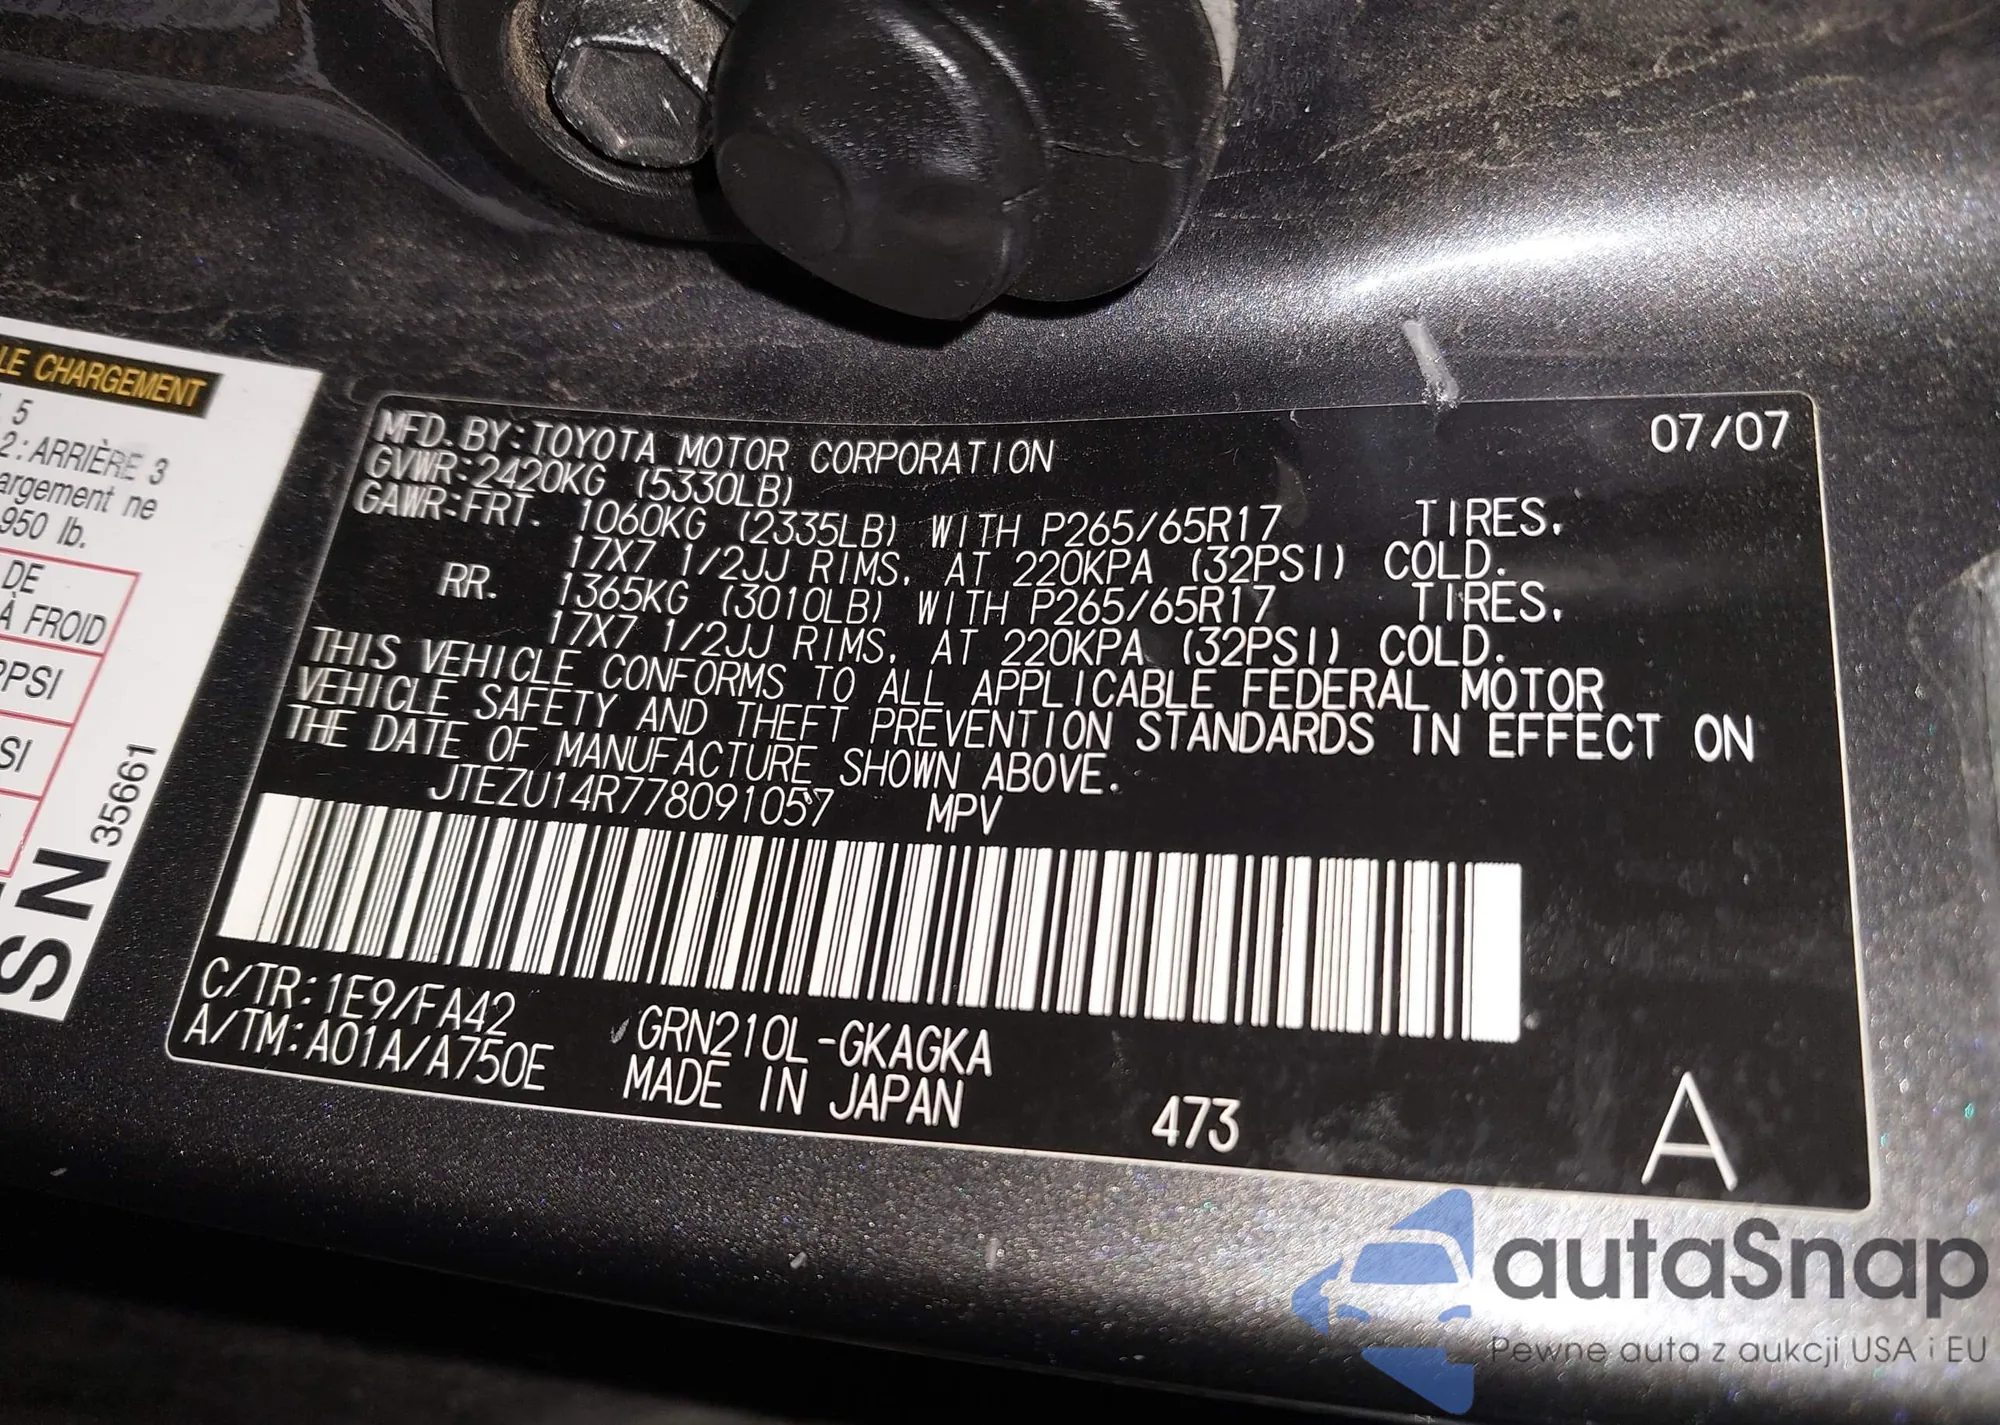 LE CHARGEMENT
5
2:ARRIÈRE 3
argement ne
950 lb.
DE
À FROID
PSI
SI
SN 35661
MFD. BY:TOYOTA MOTOR CORPORATION 07/07
GVWR:2420KG (5330LB)
GAWR:FRT. 1060KG (2335LB) WITH P265/65R17 TIRES,
17X7 1/2JJ RIMS, AT 220KPA (32PSI) COLD.
RR. 1365KG (3010LB) WITH P265/65R17 TIRES,
17X7 1/2JJ RIMS, AT 220KPA (32PSI) COLD.
THIS VEHICLE CONFORMS TO ALL APPLICABLE FEDERAL MOTOR
VEHICLE SAFETY AND THEFT PREVENTION STANDARDS IN EFFECT ON
THE DATE OF MANUFACTURE SHOWN ABOVE.
JTEZU14R778091057 MPV
C/TR:1E9/FA42 GRN210L-GKAGKA
A/TM:A01A/A750E MADE IN JAPAN 473 A
autaSnap
Pewne auta z aukcji USA i EU